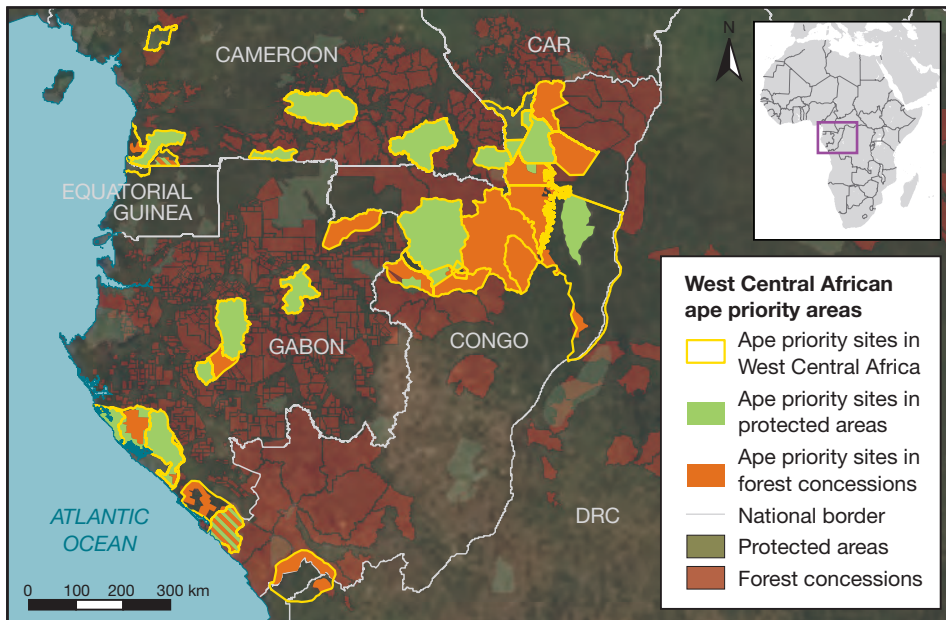 CAMEROON
CAR
N
EQUATORIAL
GUINEA
GABON
CONGO
DRC
ATLANTIC
OCEAN
0 100 200 300 km
West Central African
ape priority areas
Ape priority sites in
West Central Africa
Ape priority sites in
protected areas
Ape priority sites in
forest concessions
National border
Protected areas
Forest concessions